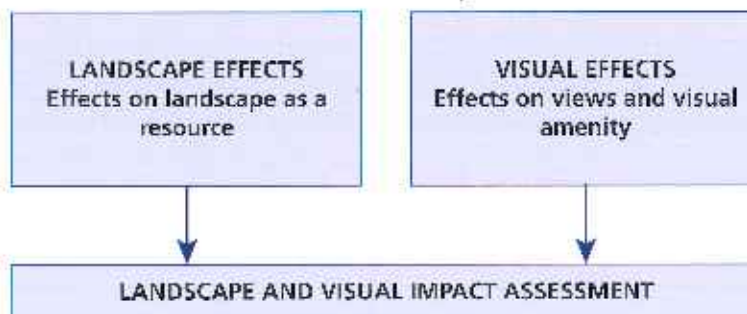 LANDSCAPE EFFECTS
Effects on landscape as a
resource
VISUAL EFFECTS
Effects on views and visual
amenity
LANDSCAPE AND VISUAL IMPACT ASSESSMENT